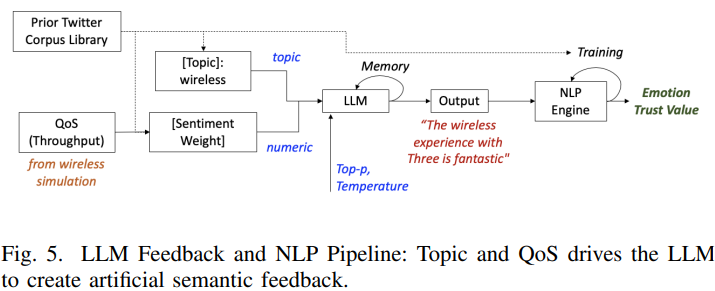 Prior Twitter
Corpus Library
[Topic]:
wireless
topic
Memory
Training
QoS
(Throughput)
[Sentiment
Weight]
numeric
LLM
Output
NLP
Engine
Emotion
Trust Value
from wireless
simulation
Top-p,
Temperature
“The wireless
experience with
Three is fantastic"
Fig. 5. LLM Feedback and NLP Pipeline: Topic and QoS drives the LLM
to create artificial semantic feedback.